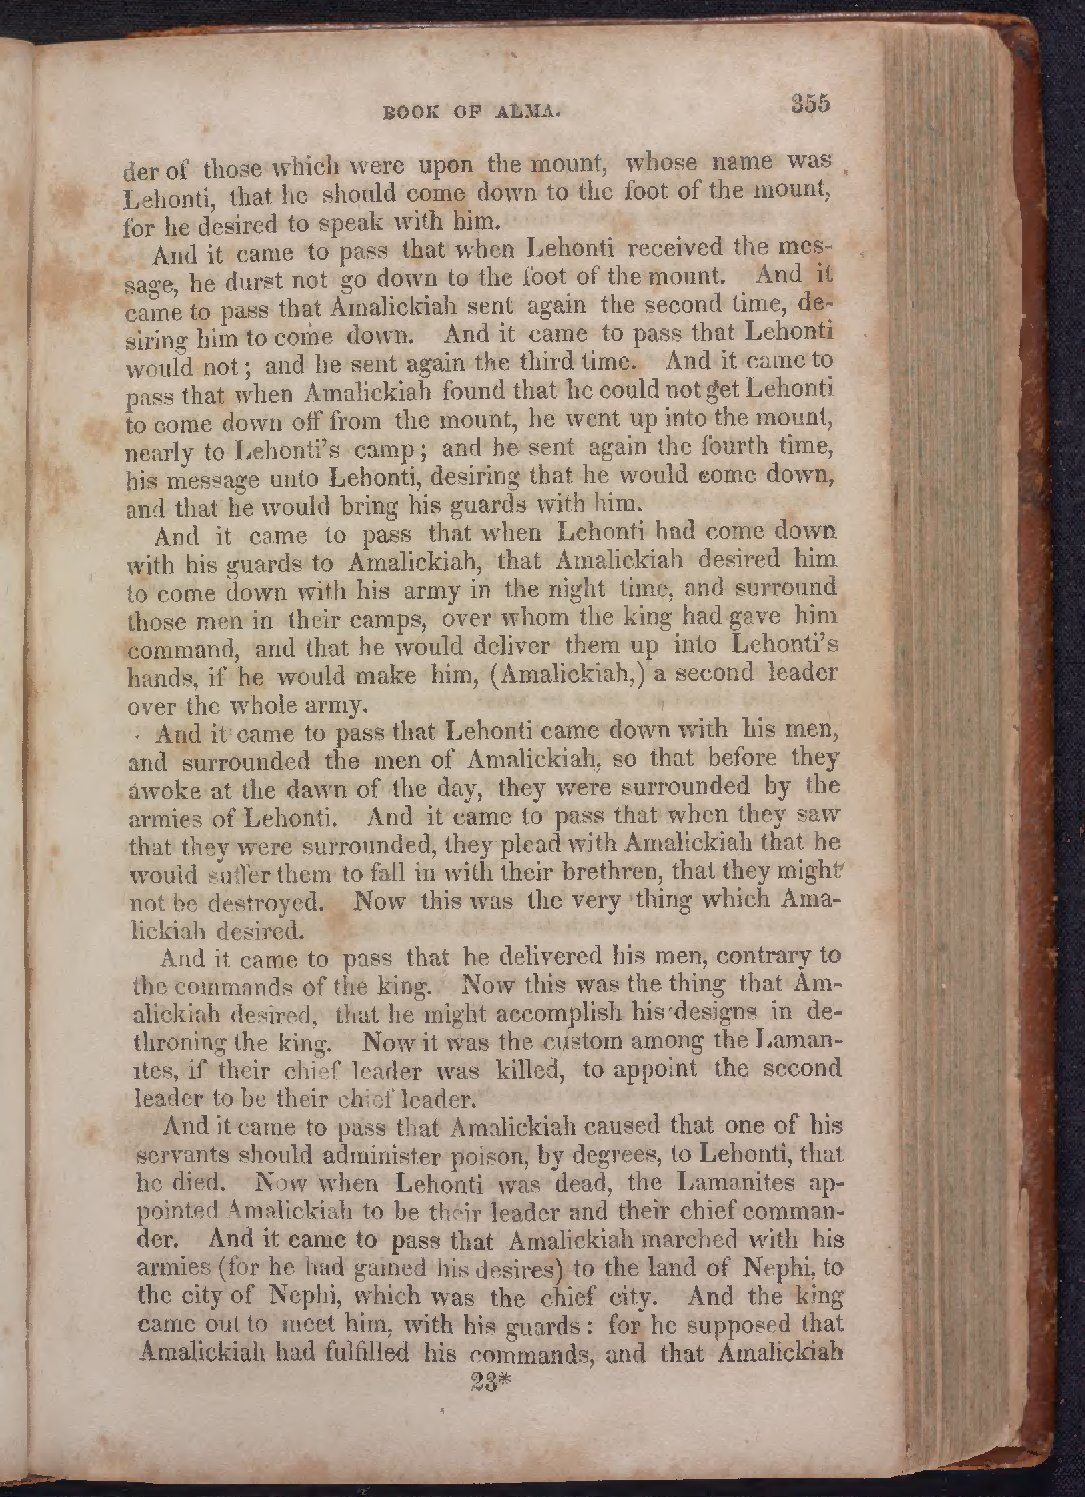 BOOK OF ALMA. 355
der of those which were upon the mount, whose name was
Lehonti, that he should come down to the foot of the mount,
for he desired to speak with him.
And it came to pass that when Lehonti received the mes-
sage, he durst not go down to the foot of the mount. And it
came to pass that Amalickiah sent again the second time, de-
siring him to come down. And it came to pass that Lehonti
would not; and he sent again the third time. And it came to
pass that when Amalickiah found that he could not get Lehonti
to come down off from the mount, he went up into the mount,
nearly to Lehonti's camp; and he sent again the fourth time,
his message unto Lehonti, desiring that he would come down,
and that he would bring his guards with him.
And it came to pass that when Lehonti had come down
with his guards to Amalickiah, that Amalickiah desired him
to come down with his army in the night time, and surround
those men in their camps, over whom the king had gave him
command, and that he would deliver them up into Lehonti's
hands, if he would make him, (Amalickiah,) a second leader
over the whole army.
And it came to pass that Lehonti came down with his men,
and surrounded the men of Amalickiah, so that before they
awoke at the dawn of the day, they were surrounded by the
armies of Lehonti. And it came to pass that when they saw
that they were surrounded, they plead with Amalickiah that he
would suffer them to fall in with their brethren, that they might
not be destroyed. Now this was the very thing which Ama-
lickiah desired.
And it came to pass that he delivered his men, contrary to
the commands of the king. Now this was the thing that Am-
alickiah desired, that he might accomplish his designs in de-
throning the king. Now it was the custom among the Laman-
ites, if their chief leader was killed, to appoint the second
leader to be their chief leader.
And it came to pass that Amalickiah caused that one of his
servants should administer poison, by degrees, to Lehonti, that
he died. Now when Lehonti was dead, the Lamanites ap-
pointed Amalickiah to be their leader and their chief comman-
der. And it came to pass that Amalickiah marched with his
armies (for he had gained his desires) to the land of Nephi, to
the city of Nephi, which was the chief city. And the king
came out to meet him, with his guards: for he supposed that
Amalickiah had fulfilled his commands, and that Amalickiah
23*